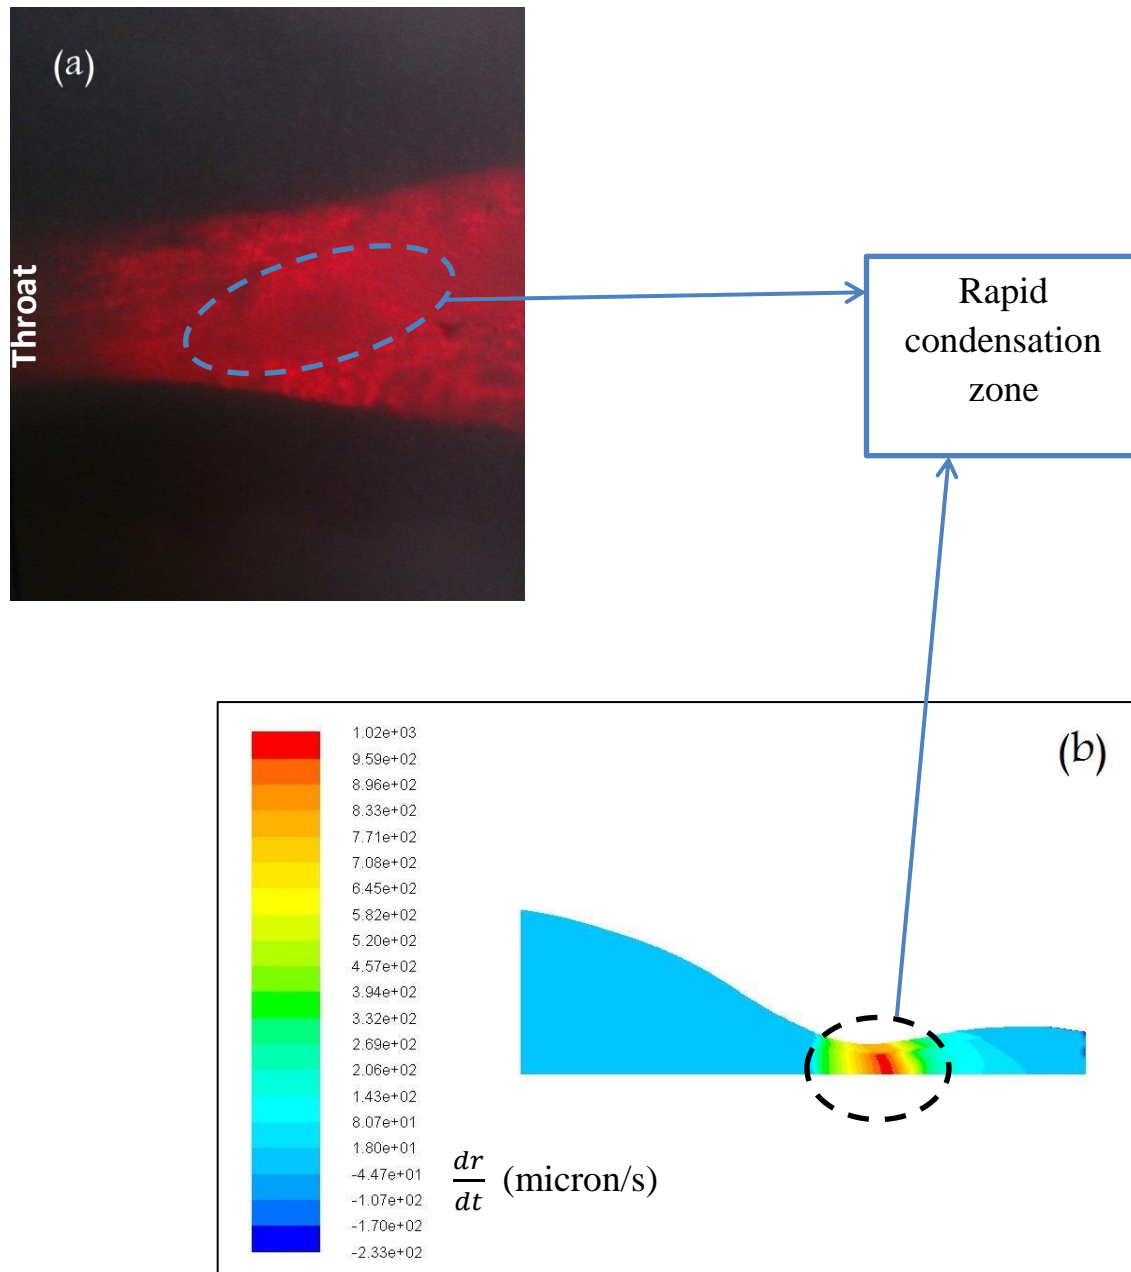 (a)
Throat
Rapid
condensation
zone
(b)
1.02e+03
9.59e+02
8.96e+02
8.33e+02
7.71e+02
7.08e+02
6.45e+02
5.82e+02
5.20e+02
4.57e+02
3.94e+02
3.32e+02
2.69e+02
2.06e+02
1.43e+02
8.07e+01
1.80e+01
-4.47e+01
-1.07e+02
-1.70e+02
-2.33e+02
dr/dt (micron/s)